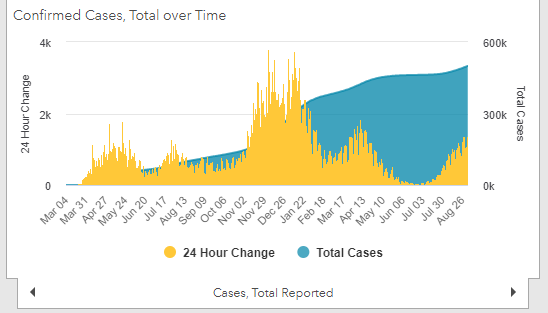 Confirmed Cases, Total over Time
4k
2k
0
24 Hour Change
600k
300k
0k
Total Cases
Mar 04
Mar 31
Apr 27
May 24
Jun 20
Jul 17
Aug 13
Sep 09
Oct 06
Nov 02
Nov 29
Dec 26
Jan 22
Feb 18
Mar 17
Apr 13
May 10
Jun 06
Jul 03
Jul 30
Aug 26
24 Hour Change
Total Cases
Cases, Total Reported